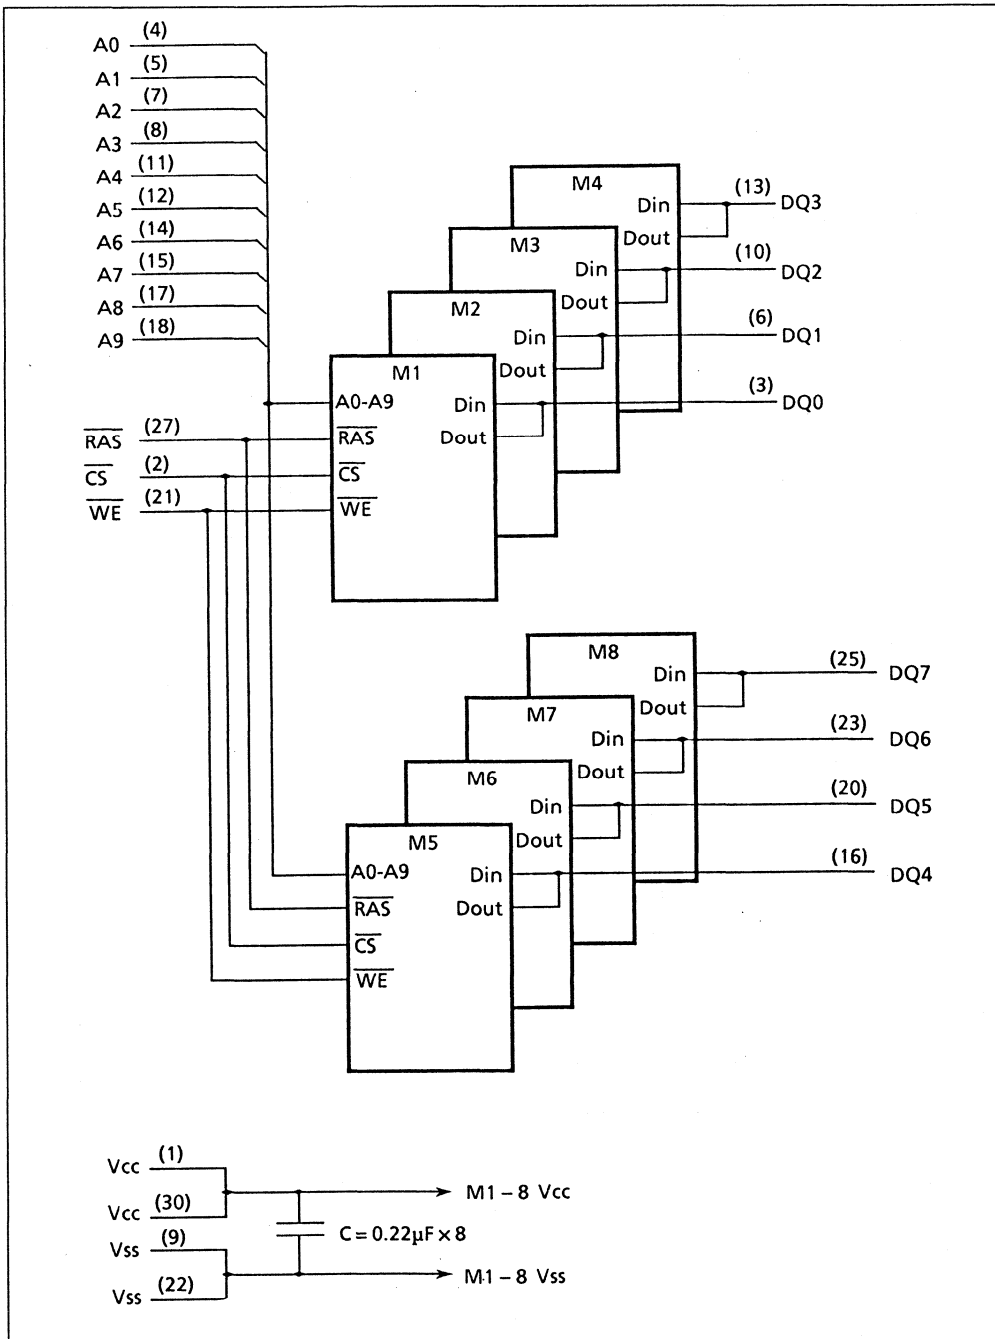 A0 (4)
A1 (5)
A2 (7)
A3 (8)
A4 (11)
A5 (12)
A6 (14)
A7 (15)
A8 (17)
A9 (18)
RAS (27)
CS (2)
WE (21)
M4
Din (13) DQ3
Dout
M3
Din (10) DQ2
Dout
M2
Din (6) DQ1
Dout
M1
A0-A9 Din (3) DQ0
RAS Dout
CS
WE
M8
Din (25) DQ7
Dout
M7
Din (23) DQ6
Dout
M6
Din (20) DQ5
Dout
M5
A0-A9 Din (16) DQ4
RAS Dout
CS
WE
Vcc (1)
M1 – 8 Vcc
Vcc (30)
C = 0.22µF × 8
Vss (9)
M1 – 8 Vss
Vss (22)